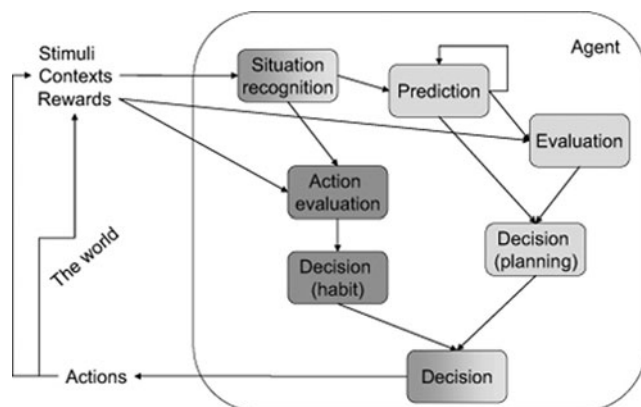 Stimuli
Contexts
Rewards
Situation
recognition
Prediction
Agent
Evaluation
Action
evaluation
Decision
(planning)
Decision
(habit)
The world
Actions
Decision